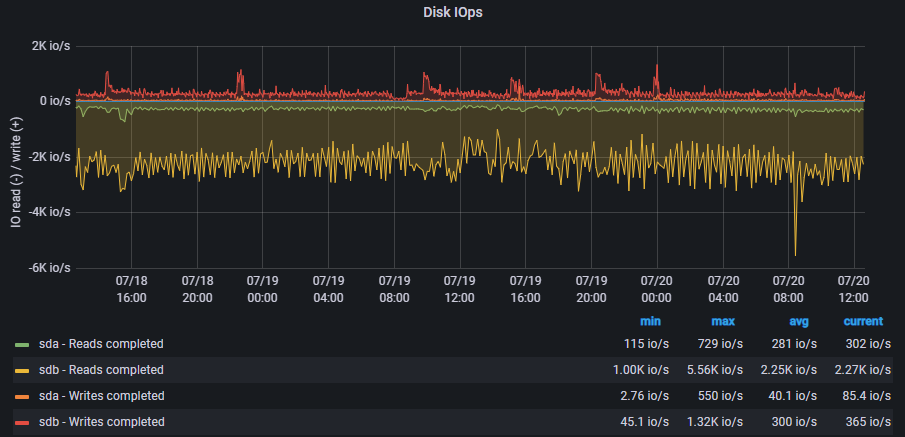 Disk IOps
IO read (-) / write (+)
2K io/s
0 io/s
-2K io/s
-4K io/s
-6K io/s
07/18 16:00
07/18 20:00
07/19 00:00
07/19 04:00
07/19 08:00
07/19 12:00
07/19 16:00
07/19 20:00
07/20 00:00
07/20 04:00
07/20 08:00
07/20 12:00
min max avg current
sda - Reads completed 115 io/s 729 io/s 281 io/s 302 io/s
sdb - Reads completed 1.00K io/s 5.56K io/s 2.25K io/s 2.27K io/s
sda - Writes completed 2.76 io/s 550 io/s 40.1 io/s 85.4 io/s
sdb - Writes completed 45.1 io/s 1.32K io/s 300 io/s 365 io/s